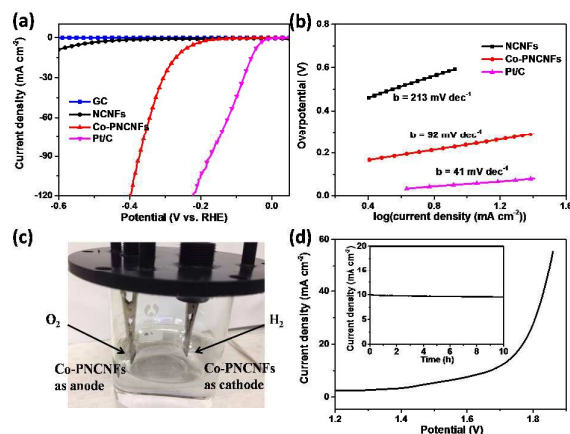 (a)
0
-30
-60
-90
-120
Current density (mA cm⁻²)
GC
NCNFs
Co-PNCNFs
Pt/C
-0.6
-0.4
-0.2
0.0
Potential (V vs. RHE)
(b)
0.8
0.6
0.4
0.2
0.0
Overpotential (V)
NCNFs
Co-PNCNFs
Pt/C
b = 213 mV dec⁻¹
b = 92 mV dec⁻¹
b = 41 mV dec⁻¹
0.0
0.4
0.8
1.2
1.6
log(current density (mA cm⁻²))
(c)
O₂
H₂
Co-PNCNFs
as anode
Co-PNCNFs
as cathode
(d)
60
50
40
30
20
10
0
Current density (mA cm⁻²)
20
15
10
5
0
Current density (mA cm⁻²)
0
2
4
6
8
10
Time (h)
1.2
1.4
1.6
1.8
Potential (V)